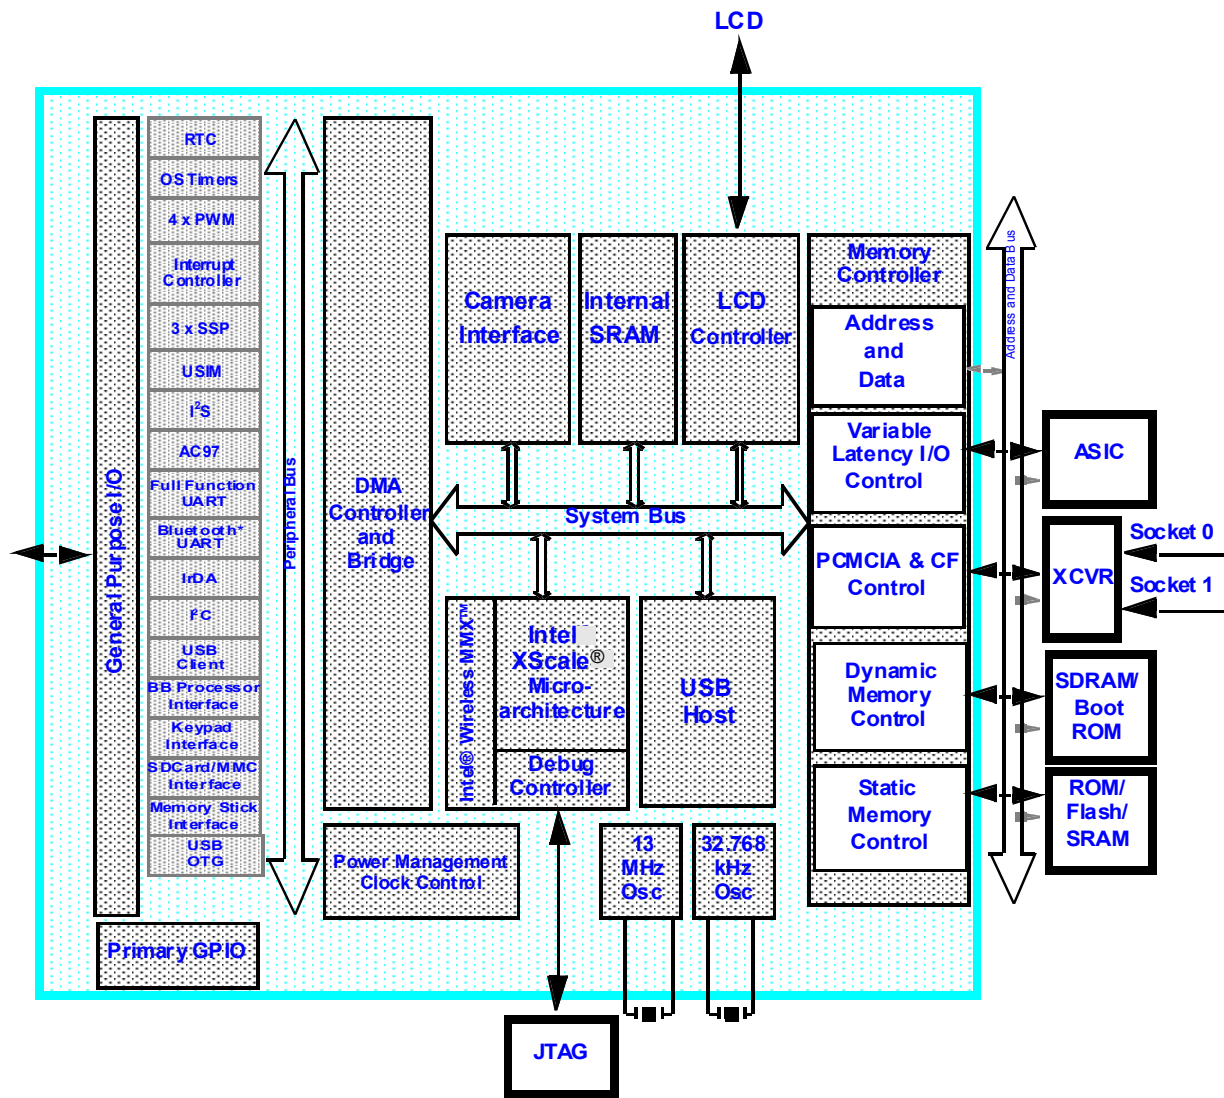 LCD
RTC
OS Timers
4 x PWM
Interrupt
Controller
3 x SSP
USIM
I²S
AC97
Full Function
UART
Bluetooth*
UART
IrDA
I²C
USB
Client
BB Processor
Interface
Keypad
Interface
SDCard/MMC
Interface
Memory Stick
Interface
USB
OTG
General Purpose I/O
Primary GPIO
Peripheral Bus
DMA
Controller
and
Bridge
Power Management
Clock Control
Camera
Interface
Internal
SRAM
LCD
Controller
System Bus
Intel® Wireless MMX™
Intel
XScale®
Micro-
architecture
Debug
Controller
USB
Host
13
MHz
Osc
32.768
kHz
Osc
JTAG
Memory
Controller
Address
and
Data
Variable
Latency I/O
Control
PCMCIA & CF
Control
Dynamic
Memory
Control
Static
Memory
Control
Address and Data Bus
ASIC
XCVR
Socket 0
Socket 1
SDRAM/
Boot
ROM
ROM/
Flash/
SRAM